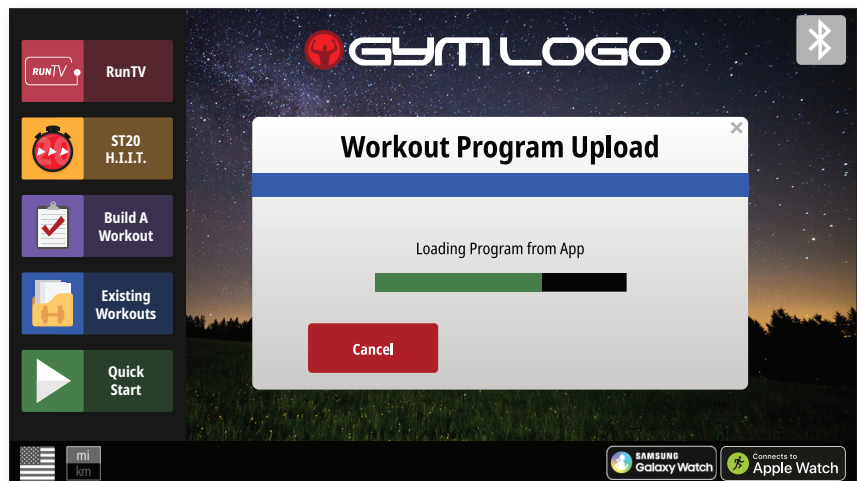 GYM LOGO
RUNTV
RunTV
ST20
H.I.I.T.
Build A
Workout
Existing
Workouts
Quick
Start
Workout Program Upload
Loading Program from App
Cancel
mi
km
SAMSUNG
Galaxy Watch
Connects to
Apple Watch